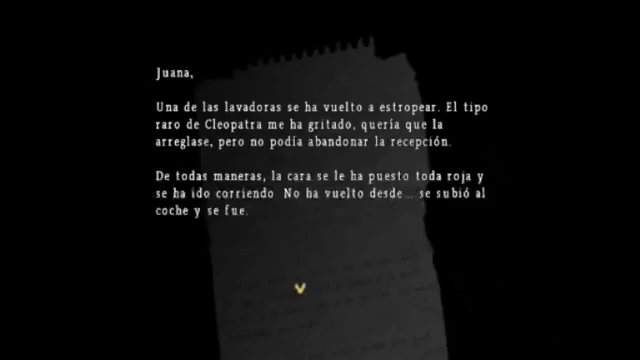 Juana,
Una de las lavadoras se ha vuelto a estropear. El tipo
raro de Cleopatra me ha gritado, quería que la
arreglase, pero no podía abandonar la recepción.
De todas maneras, la cara se le ha puesto toda roja y
se ha ido corriendo. No ha vuelto desde... se subió al
coche y se fue.